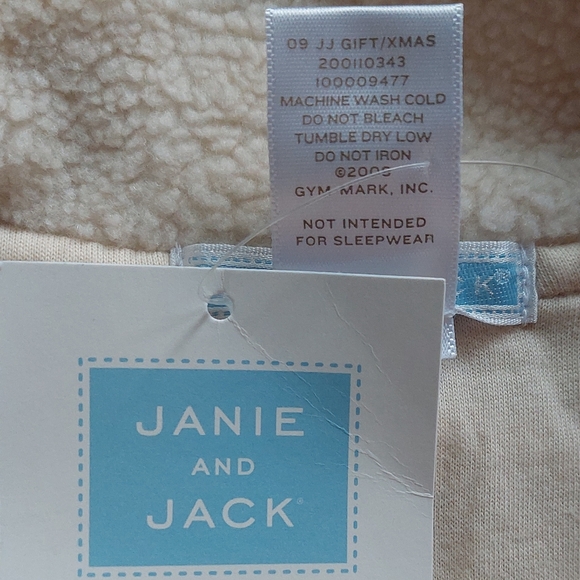 09 JJ GIFT/XMAS
200110343
100009477
MACHINE WASH COLD
DO NOT BLEACH
TUMBLE DRY LOW
DO NOT IRON
©2009
GYM MARK, INC.
NOT INTENDED
FOR SLEEPWEAR
K®
JANIE
AND
JACK®